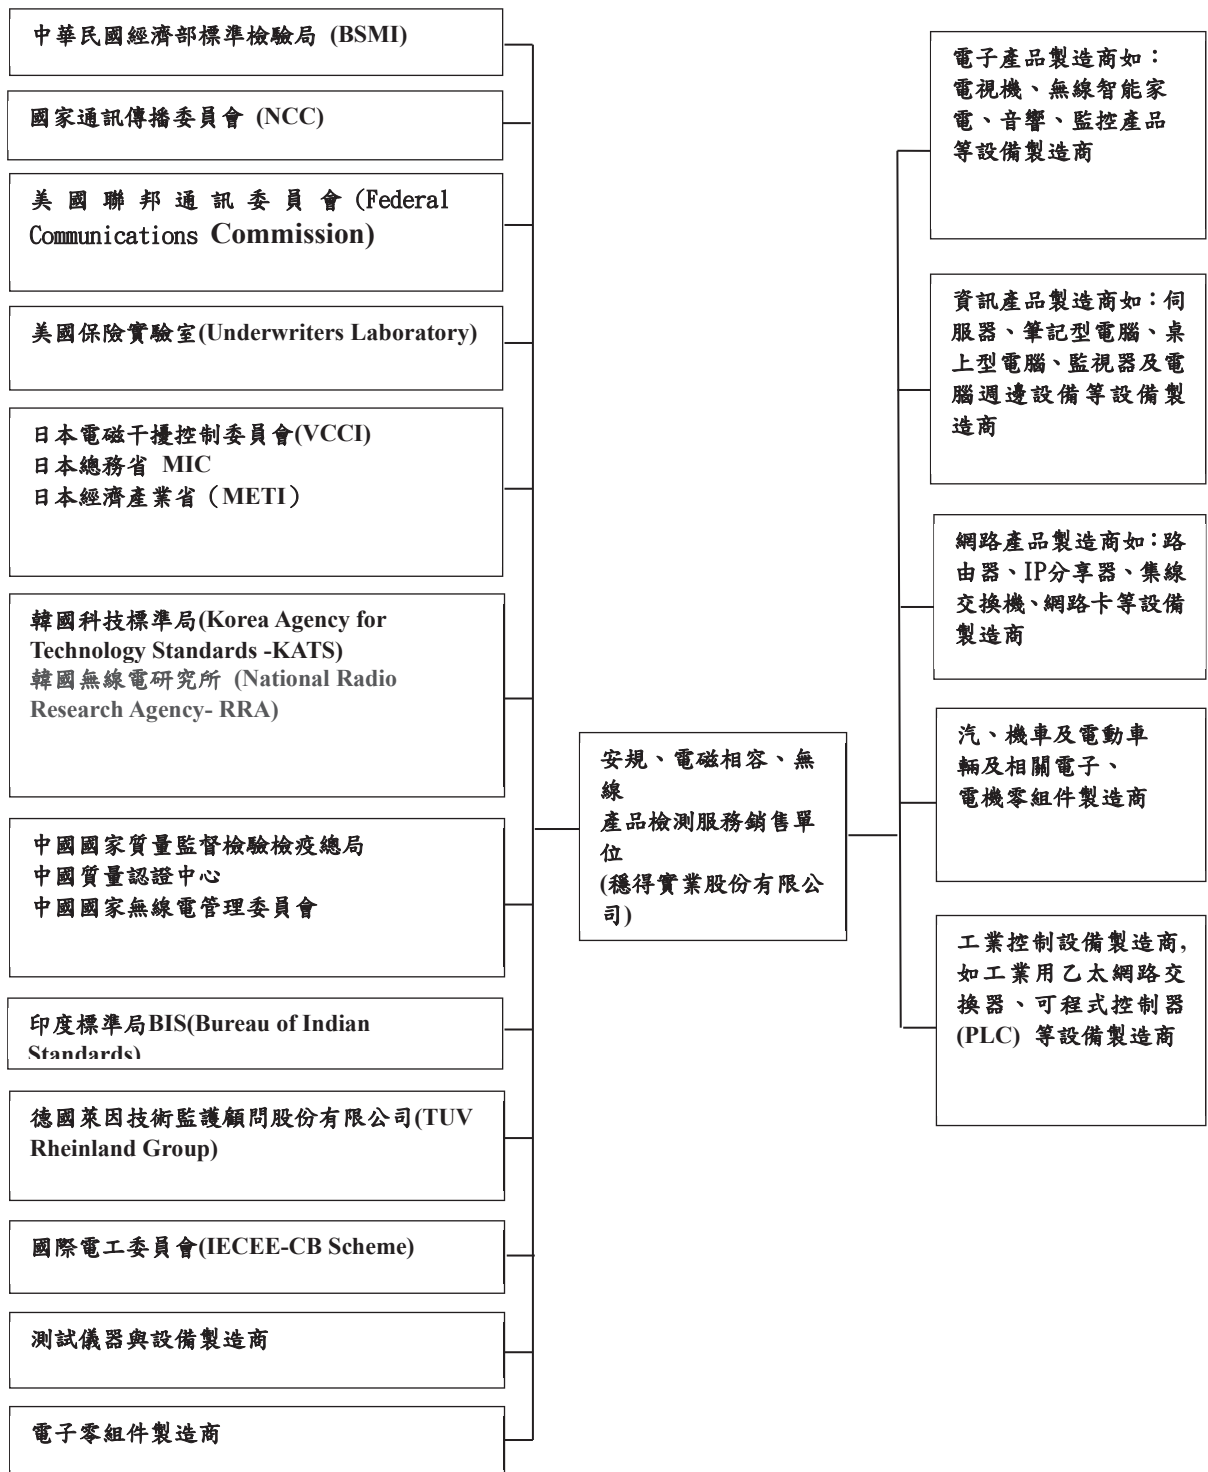 中華民國經濟部標準檢驗局 (BSMI)
國家通訊傳播委員會 (NCC)
美國聯邦通訊委員會(Federal
Communications Commission)
美國保險實驗室(Underwriters Laboratory)
日本電磁干擾控制委員會(VCCI)
日本總務省 MIC
日本經濟產業省（METI）
韓國科技標準局(Korea Agency for
Technology Standards -KATS)
韓國無線電研究所 (National Radio
Research Agency- RRA)
中國國家質量監督檢驗檢疫總局
中國質量認證中心
中國國家無線電管理委員會
印度標準局BIS(Bureau of Indian
Standards)
德國萊因技術監護顧問股份有限公司(TUV
Rheinland Group)
國際電工委員會(IECEE-CB Scheme)
測試儀器與設備製造商
電子零組件製造商
安規、電磁相容、無
線
產品檢測服務銷售單
位
(穩得實業股份有限公
司)
電子產品製造商如：
電視機、無線智能家
電、音響、監控產品
等設備製造商
資訊產品製造商如：伺
服器、筆記型電腦、桌
上型電腦、監視器及電
腦週邊設備等設備製
造商
網路產品製造商如：路
由器、IP分享器、集線
交換機、網路卡等設備
製造商
汽、機車及電動車
輛及相關電子、
電機零組件製造商
工業控制設備製造商,
如工業用乙太網路交
換器、可程式控制器
(PLC) 等設備製造商